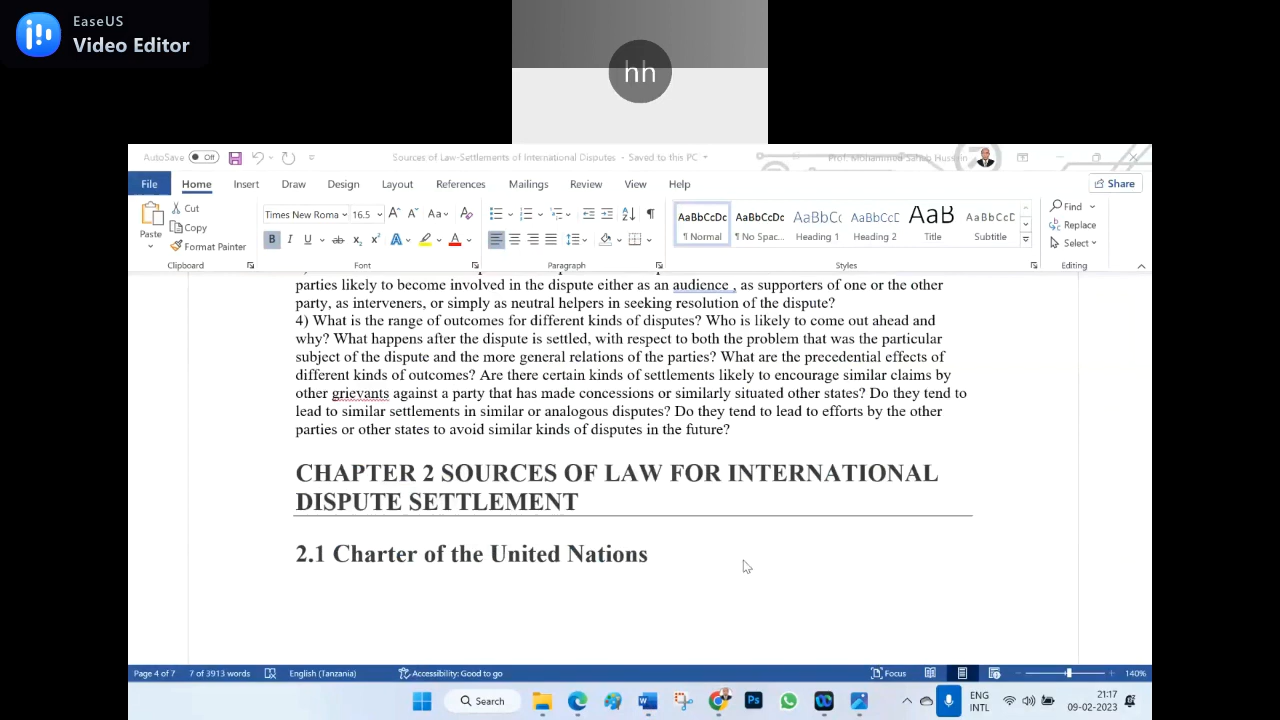 EaseUS
Video Editor
hh
AutoSave Off
Sources of Law-Settlements of International Disputes - Saved to this PC
Prof. Mohammed Saheb Hussein
File Home Insert Draw Design Layout References Mailings Review View Help
Share
Paste
Cut
Copy
Format Painter
Clipboard
Times New Roma 16.5
Font
Paragraph
AaBbCcDc AaBbCcDc AaBbCc AaBbCcD AaB AaBbCcD
¶ Normal ¶ No Spac... Heading 1 Heading 2 Title Subtitle
Styles
Find
Replace
Select
Editing
parties likely to become involved in the dispute either as an audience , as supporters of one or the other
party, as interveners, or simply as neutral helpers in seeking resolution of the dispute?
4) What is the range of outcomes for different kinds of disputes? Who is likely to come out ahead and
why? What happens after the dispute is settled, with respect to both the problem that was the particular
subject of the dispute and the more general relations of the parties? What are the precedential effects of
different kinds of outcomes? Are there certain kinds of settlements likely to encourage similar claims by
other grievants against a party that has made concessions or similarly situated other states? Do they tend to
lead to similar settlements in similar or analogous disputes? Do they tend to lead to efforts by the other
parties or other states to avoid similar kinds of disputes in the future?
CHAPTER 2 SOURCES OF LAW FOR INTERNATIONAL
DISPUTE SETTLEMENT
2.1 Charter of the United Nations
Page 4 of 7 7 of 3913 words English (Tanzania) Accessibility: Good to go Focus 140%
Search
ENG
INTL
21:17
09-02-2023